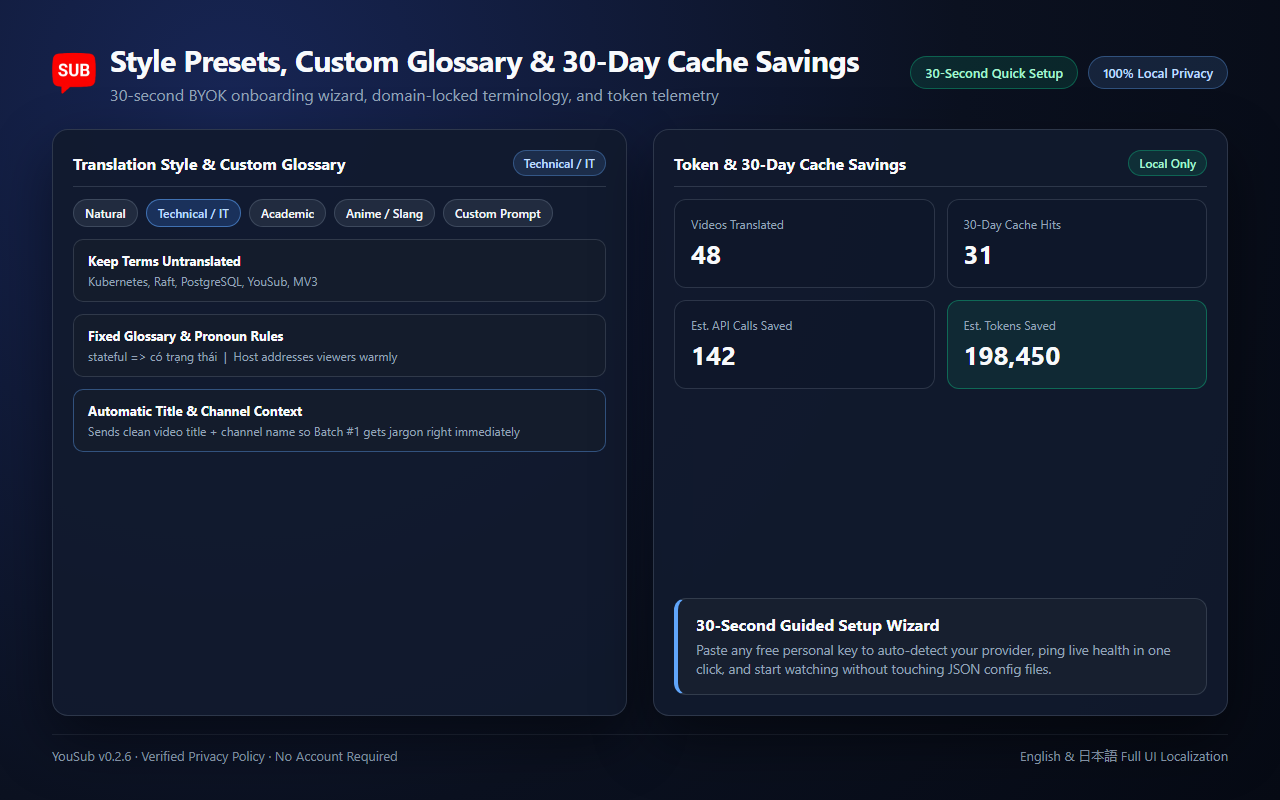 SUB
Style Presets, Custom Glossary & 30-Day Cache Savings
30-second BYOK onboarding wizard, domain-locked terminology, and token telemetry
30-Second Quick Setup
100% Local Privacy
Translation Style & Custom Glossary
Technical / IT
Natural
Technical / IT
Academic
Anime / Slang
Custom Prompt
Keep Terms Untranslated
Kubernetes, Raft, PostgreSQL, YouSub, MV3
Fixed Glossary & Pronoun Rules
stateful => có trạng thái | Host addresses viewers warmly
Automatic Title & Channel Context
Sends clean video title + channel name so Batch #1 gets jargon right immediately
Token & 30-Day Cache Savings
Local Only
Videos Translated
48
30-Day Cache Hits
31
Est. API Calls Saved
142
Est. Tokens Saved
198,450
30-Second Guided Setup Wizard
Paste any free personal key to auto-detect your provider, ping live health in one
click, and start watching without touching JSON config files.
YouSub v0.2.6 · Verified Privacy Policy · No Account Required
English & 日本語 Full UI Localization